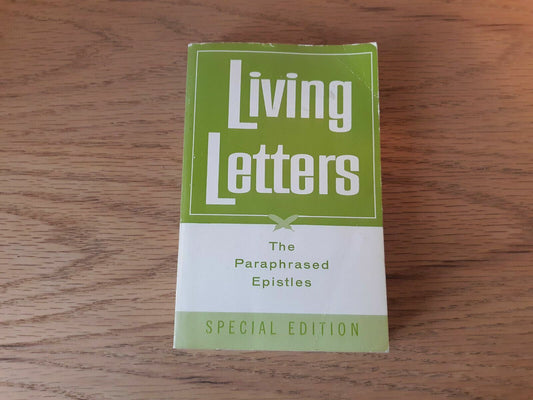 Living
Letters
The
Paraphrased
Epistles
SPECIAL EDITION